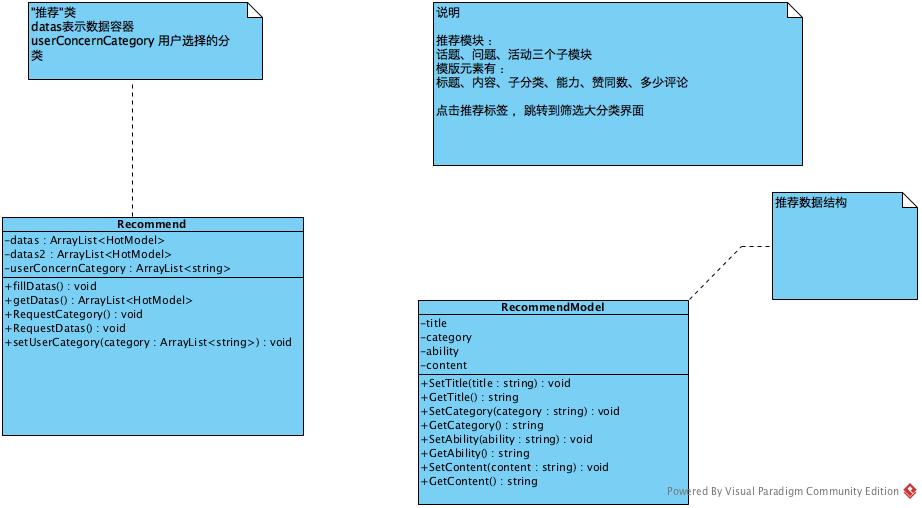 "推荐"类
datas表示数据容器
userConcernCategory 用户选择的分
类
说明
推荐模块：
话题、问题、活动三个子模块
模版元素有：
标题、内容、子分类、能力、赞同数、多少评论
点击推荐标签， 跳转到筛选大分类界面
推荐数据结构
Recommend
-datas : ArrayList<HotModel>
-datas2 : ArrayList<HotModel>
-userConcernCategory : ArrayList<string>
+fillDatas() : void
+getDatas() : ArrayList<HotModel>
+RequestCategory() : void
+RequestDatas() : void
+setUserCategory(category : ArrayList<string>) : void
RecommendModel
-title
-category
-ability
-content
+SetTitle(title : string) : void
+GetTitle() : string
+SetCategory(category : string) : void
+GetCategory() : string
+SetAbility(ability : string) : void
+GetAbility() : string
+SetContent(content : string) : void
+GetContent() : string
Powered By Visual Paradigm Community Edition